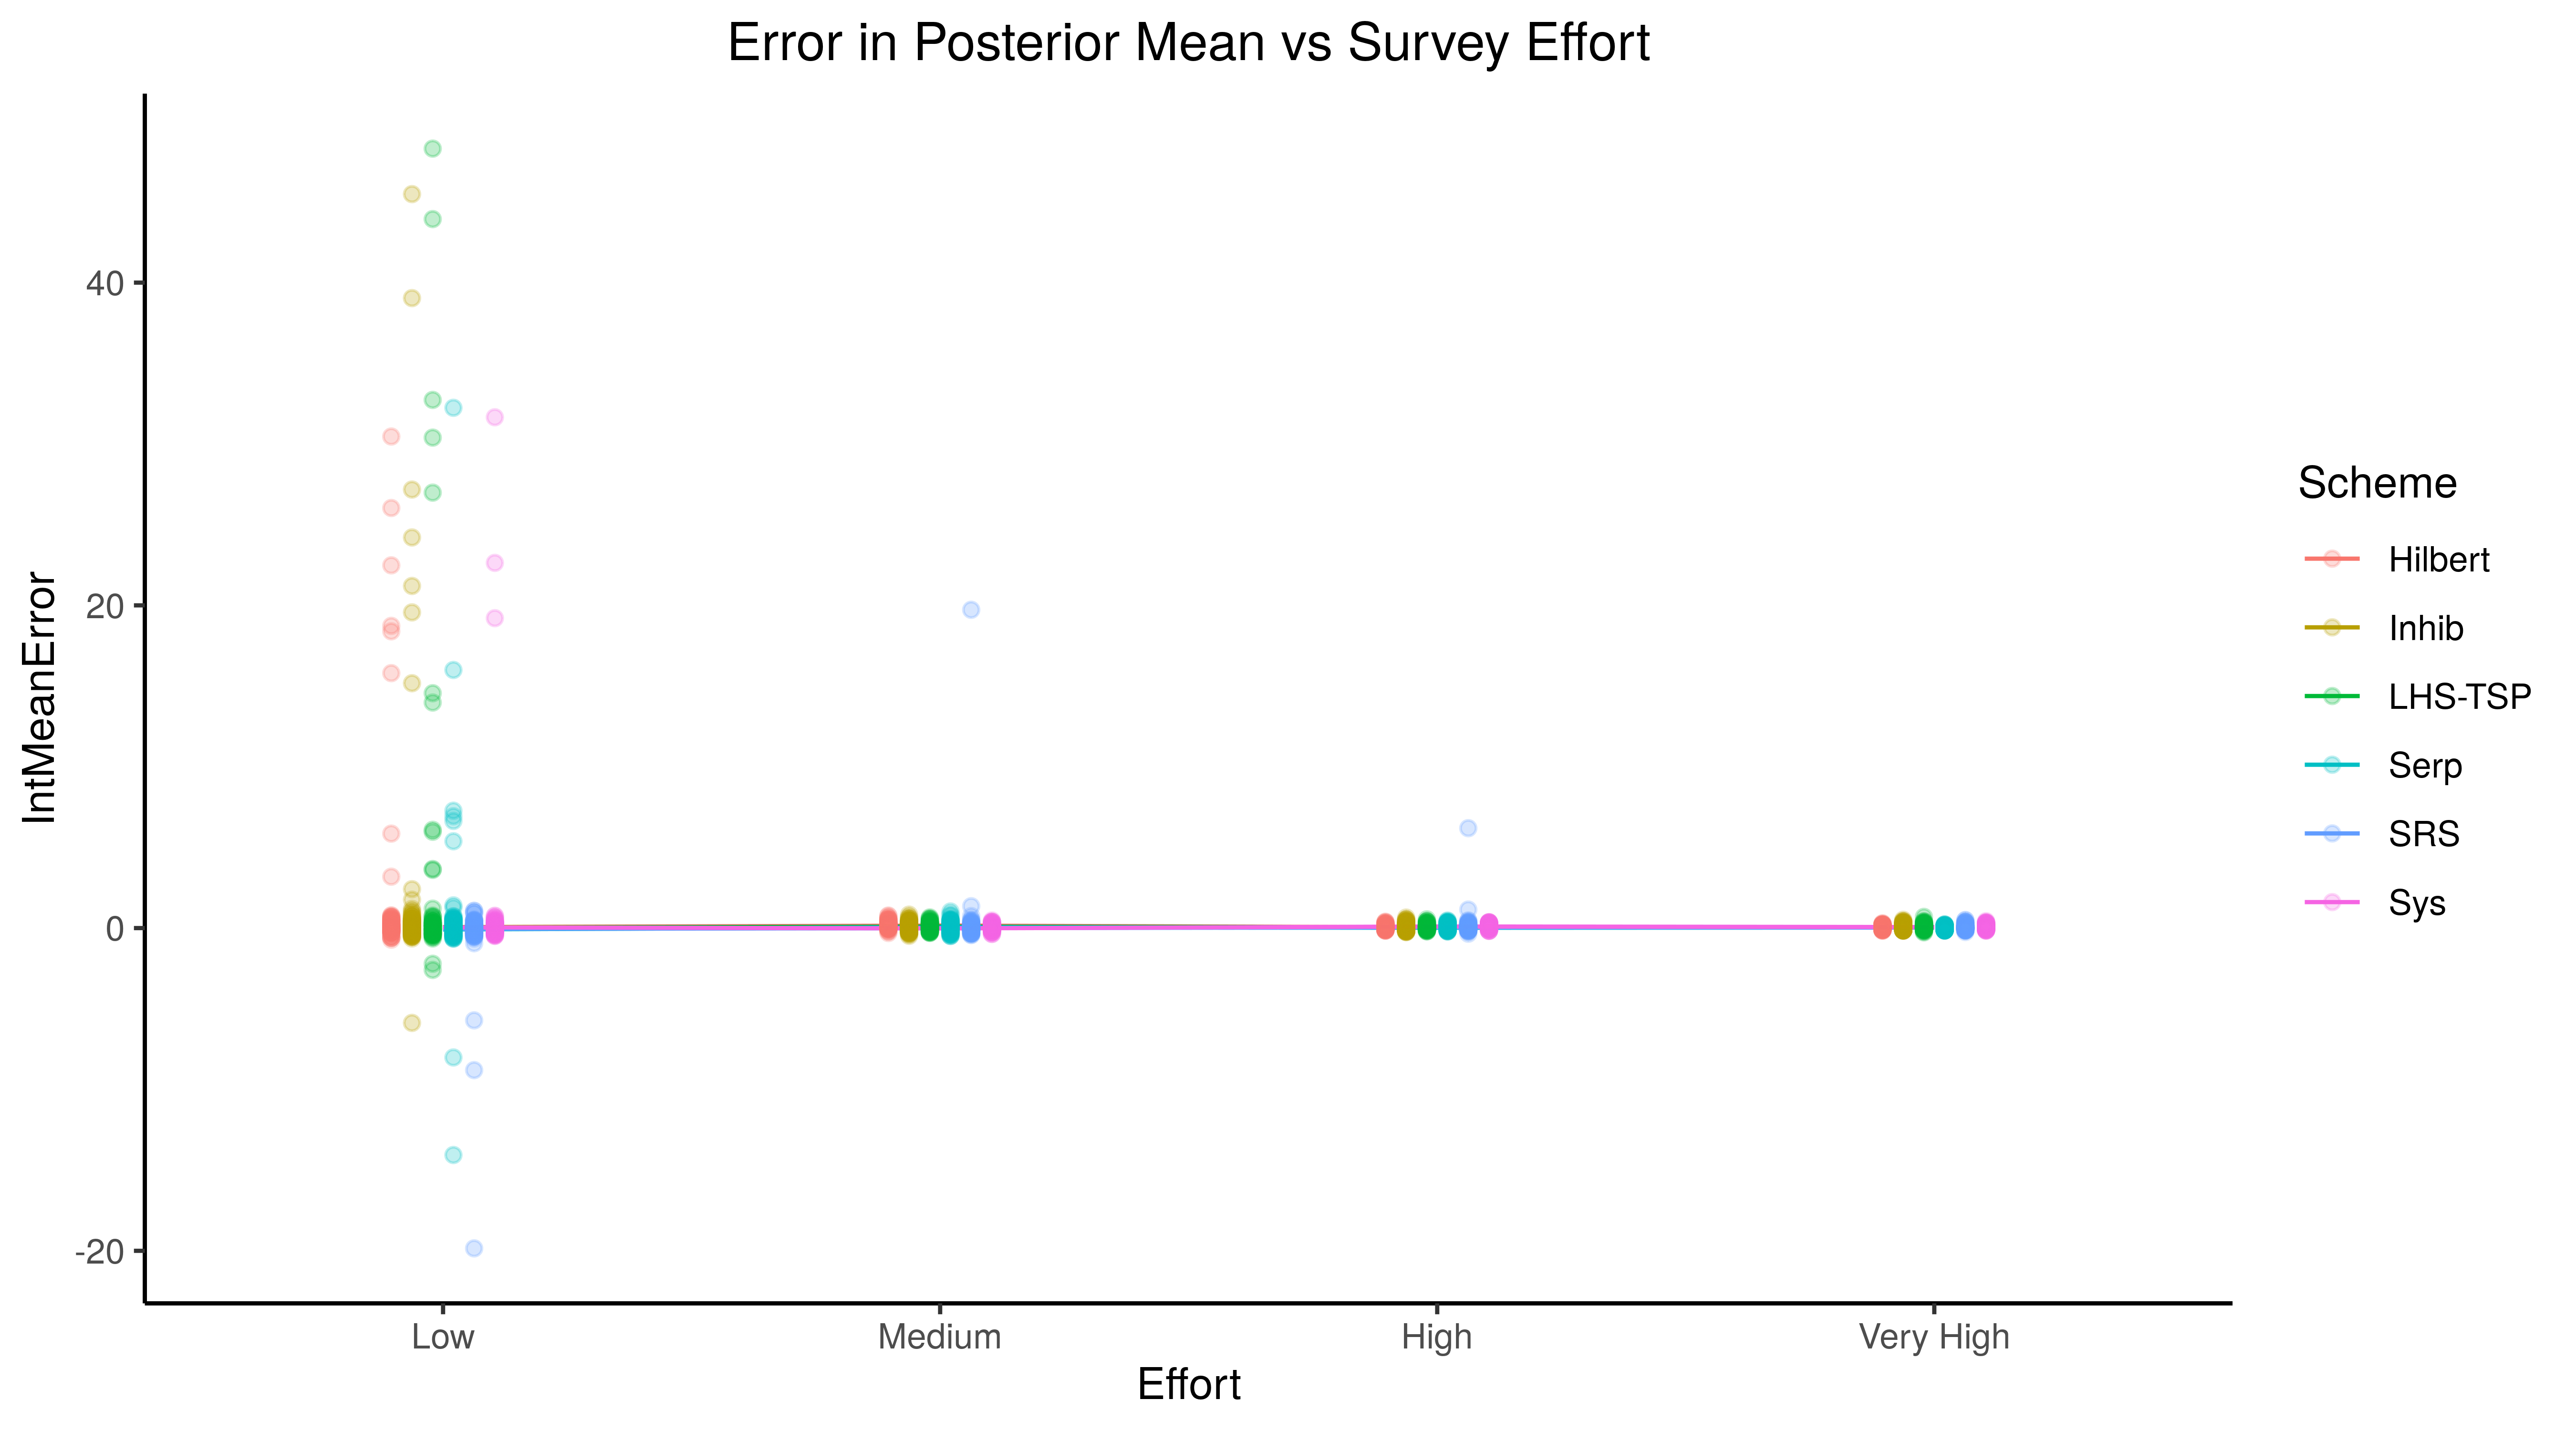 Error in Posterior Mean vs Survey Effort
IntMeanError
40
20
0
-20
Low
Medium
High
Very High
Effort
Scheme
Hilbert
Inhib
LHS-TSP
Serp
SRS
Sys